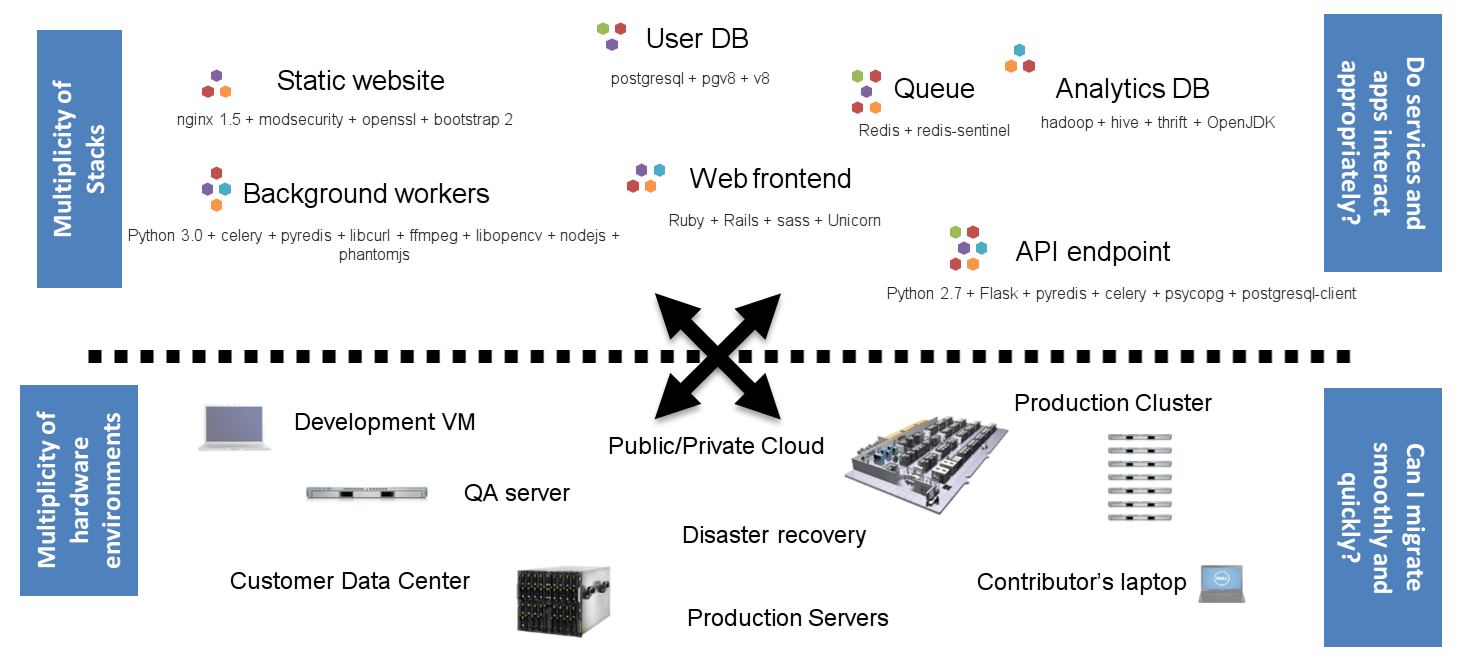 Multiplicity of
Stacks
Static website
nginx 1.5 + modsecurity + openssl + bootstrap 2
Background workers
Python 3.0 + celery + pyredis + libcurl + ffmpeg + libopencv + nodejs +
phantomjs
User DB
postgresql + pgv8 + v8
Web frontend
Ruby + Rails + sass + Unicorn
Queue
Redis + redis-sentinel
Analytics DB
hadoop + hive + thrift + OpenJDK
API endpoint
Python 2.7 + Flask + pyredis + celery + psycopg + postgresql-client
Do services and
apps interact
appropriately?
Multiplicity of
hardware
environments
Development VM
QA server
Customer Data Center
Public/Private Cloud
Disaster recovery
Production Servers
Production Cluster
Contributor’s laptop
DELL
Can I migrate
smoothly and
quickly?